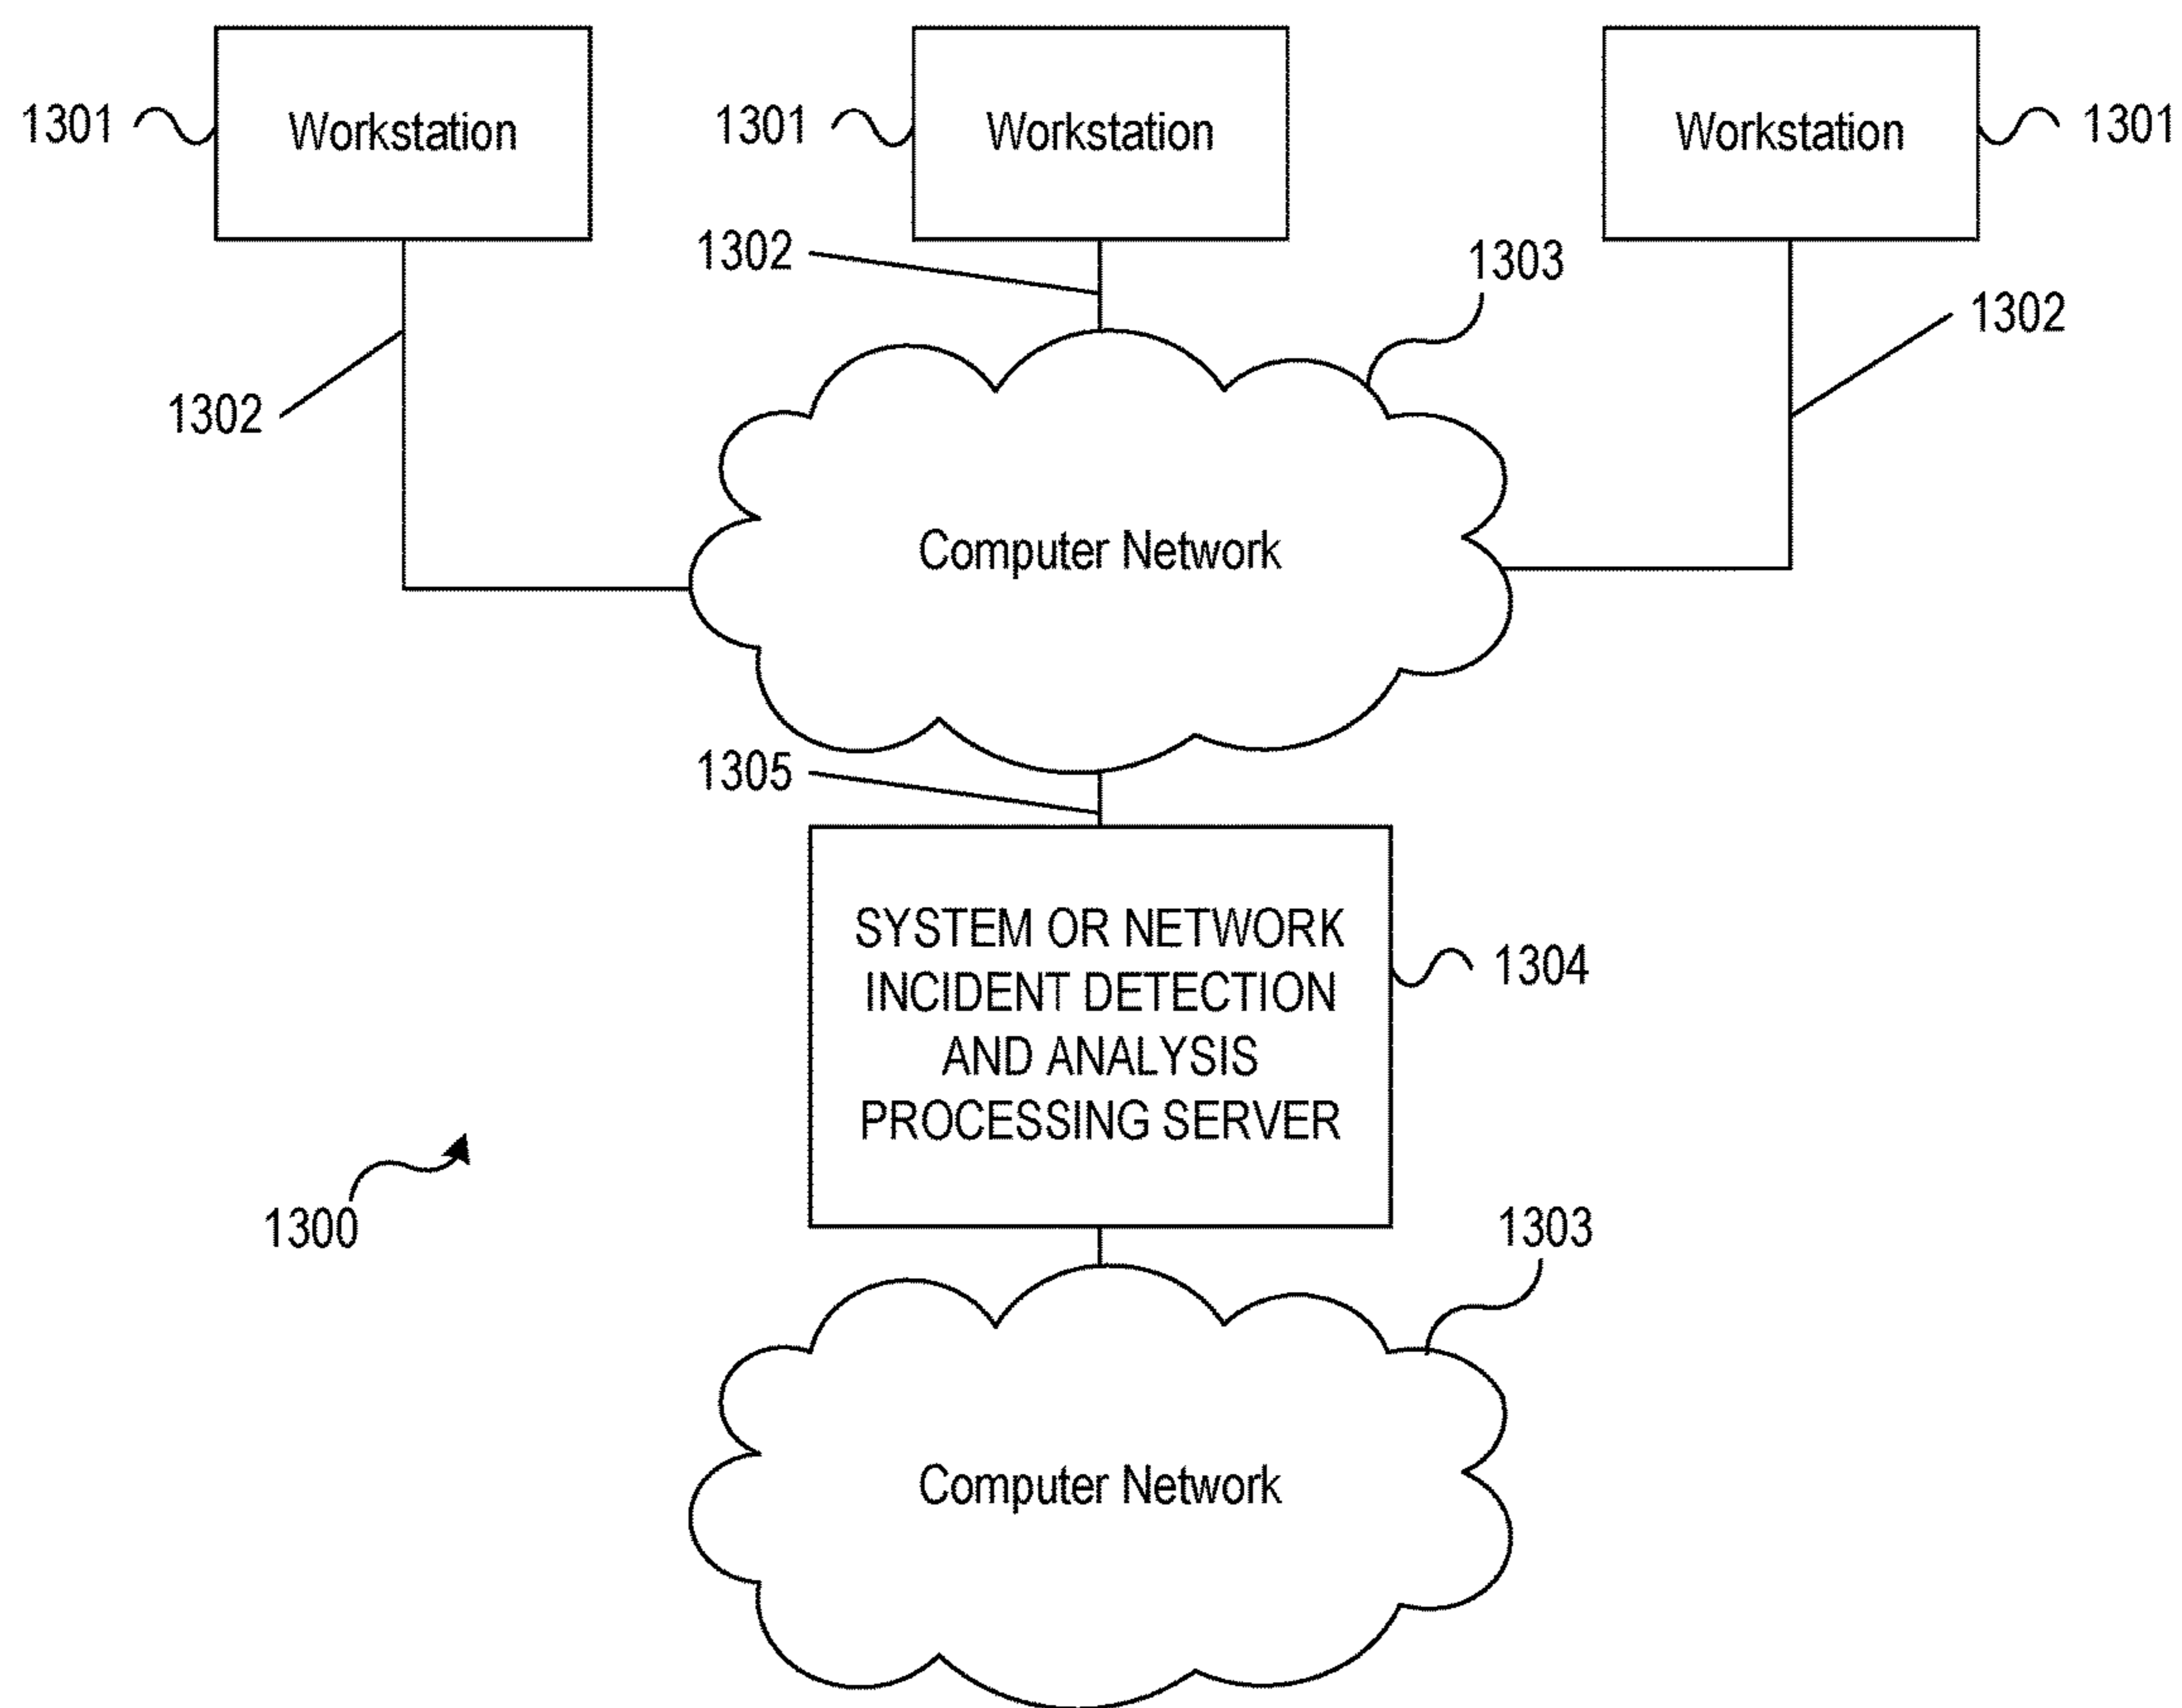 1301
Workstation
1301
Workstation
Workstation
1301
1302
1303
1302
1302
Computer Network
1305
SYSTEM OR NETWORK
INCIDENT DETECTION
AND ANALYSIS
PROCESSING SERVER
1304
1300
1303
Computer Network